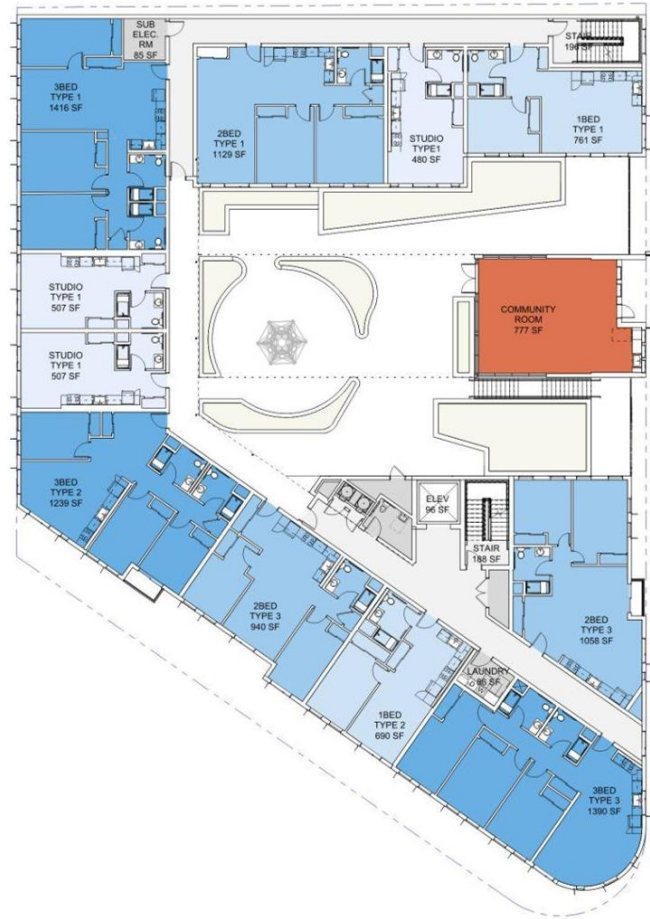 SUB
ELEC.
RM
85 SF
STAIR
196 SF
3BED
TYPE 1
1416 SF
2BED
TYPE 1
1129 SF
STUDIO
TYPE1
480 SF
1BED
TYPE 1
761 SF
STUDIO
TYPE 1
507 SF
COMMUNITY
ROOM
777 SF
STUDIO
TYPE 1
507 SF
3BED
TYPE 2
1239 SF
ELEV
96 SF
STAIR
188 SF
2BED
TYPE 3
940 SF
2BED
TYPE 3
1058 SF
LAUNDRY
86 SF
D
W
1BED
TYPE 2
690 SF
3BED
TYPE 3
1390 SF